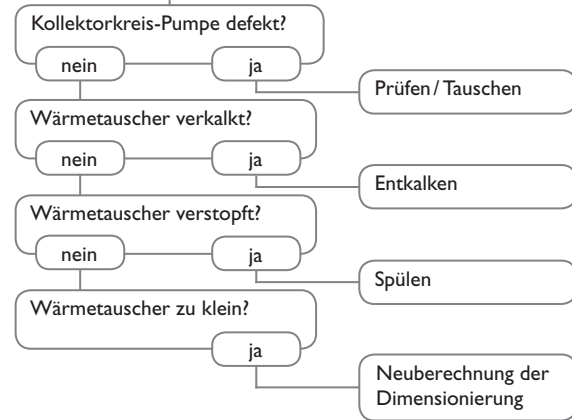 Kollektorkreis-Pumpe defekt?
nein
ja
Prüfen / Tauschen
Wärmetauscher verkalkt?
nein
ja
Entkalken
Wärmetauscher verstopft?
nein
ja
Spülen
Wärmetauscher zu klein?
ja
Neuberechnung der
Dimensionierung